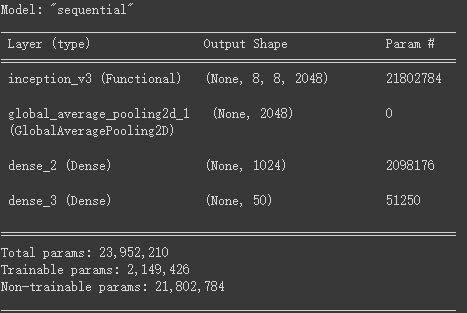 Model: "sequential"
Layer (type) Output Shape Param #
inception_v3 (Functional) (None, 8, 8, 2048) 21802784
global_average_pooling2d_1 (None, 2048) 0
(GlobalAveragePooling2D)
dense_2 (Dense) (None, 1024) 2098176
dense_3 (Dense) (None, 50) 51250
Total params: 23,952,210
Trainable params: 2,149,426
Non-trainable params: 21,802,784